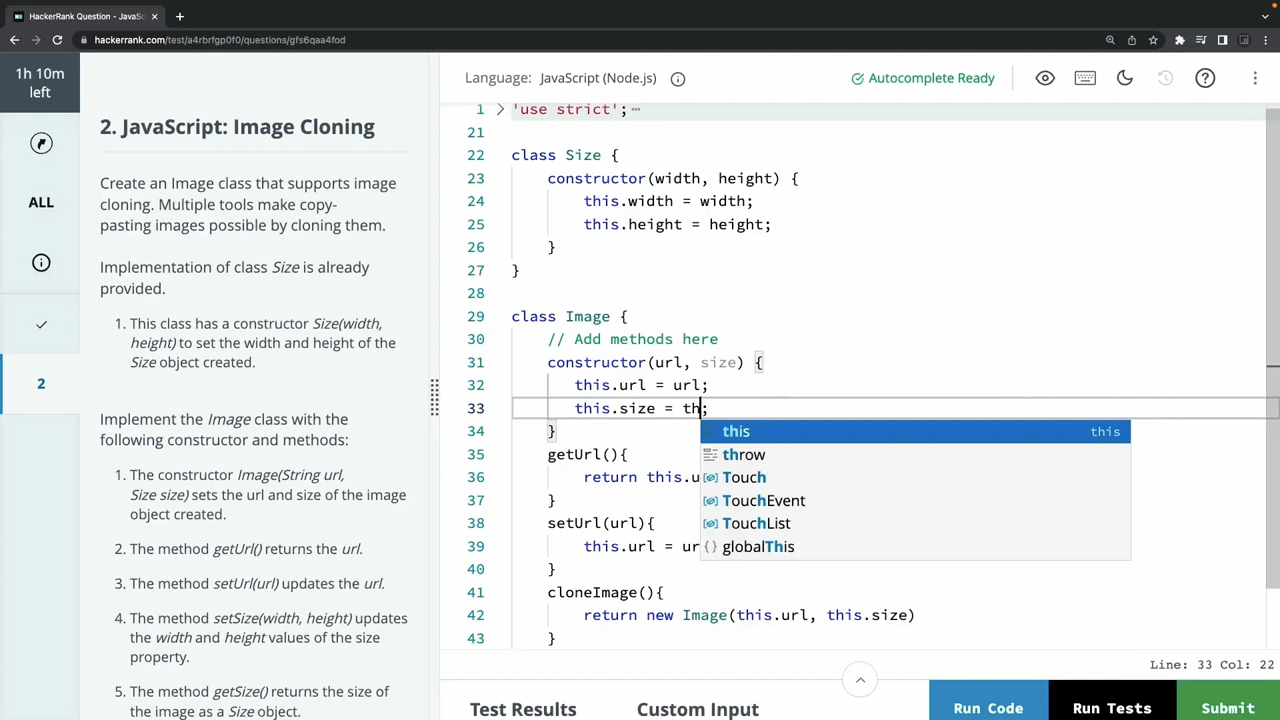 HackerRank Question - JavaSc
hackerrank.com/test/a4rbrfgp0f0/questions/gfs6qaa4fod
1h 10m
left
ALL
2
2. JavaScript: Image Cloning
Create an Image class that supports image
cloning. Multiple tools make copy-
pasting images possible by cloning them.
Implementation of class Size is already
provided.
1. This class has a constructor Size(width,
height) to set the width and height of the
Size object created.
Implement the Image class with the
following constructor and methods:
1. The constructor Image(String url,
Size size) sets the url and size of the image
object created.
2. The method getUrl() returns the url.
3. The method setUrl(url) updates the url.
4. The method setSize(width, height) updates
the width and height values of the size
property.
5. The method getSize() returns the size of
the image as a Size object.
Language: JavaScript (Node.js)
Autocomplete Ready
1 'use strict';
21
22 class Size {
23 constructor(width, height) {
24 this.width = width;
25 this.height = height;
26 }
27 }
28
29 class Image {
30 // Add methods here
31 constructor(url, size) {
32 this.url = url;
33 this.size = th;
34 }
35 getUrl(){
36 return this.u
37 }
38 setUrl(url){
39 this.url = ur
40 }
41 cloneImage(){
42 return new Image(this.url, this.size)
43 }
this this
throw
Touch
TouchEvent
TouchList
globalThis
Line: 33 Col: 22
Test Results Custom Input Run Code Run Tests Submit